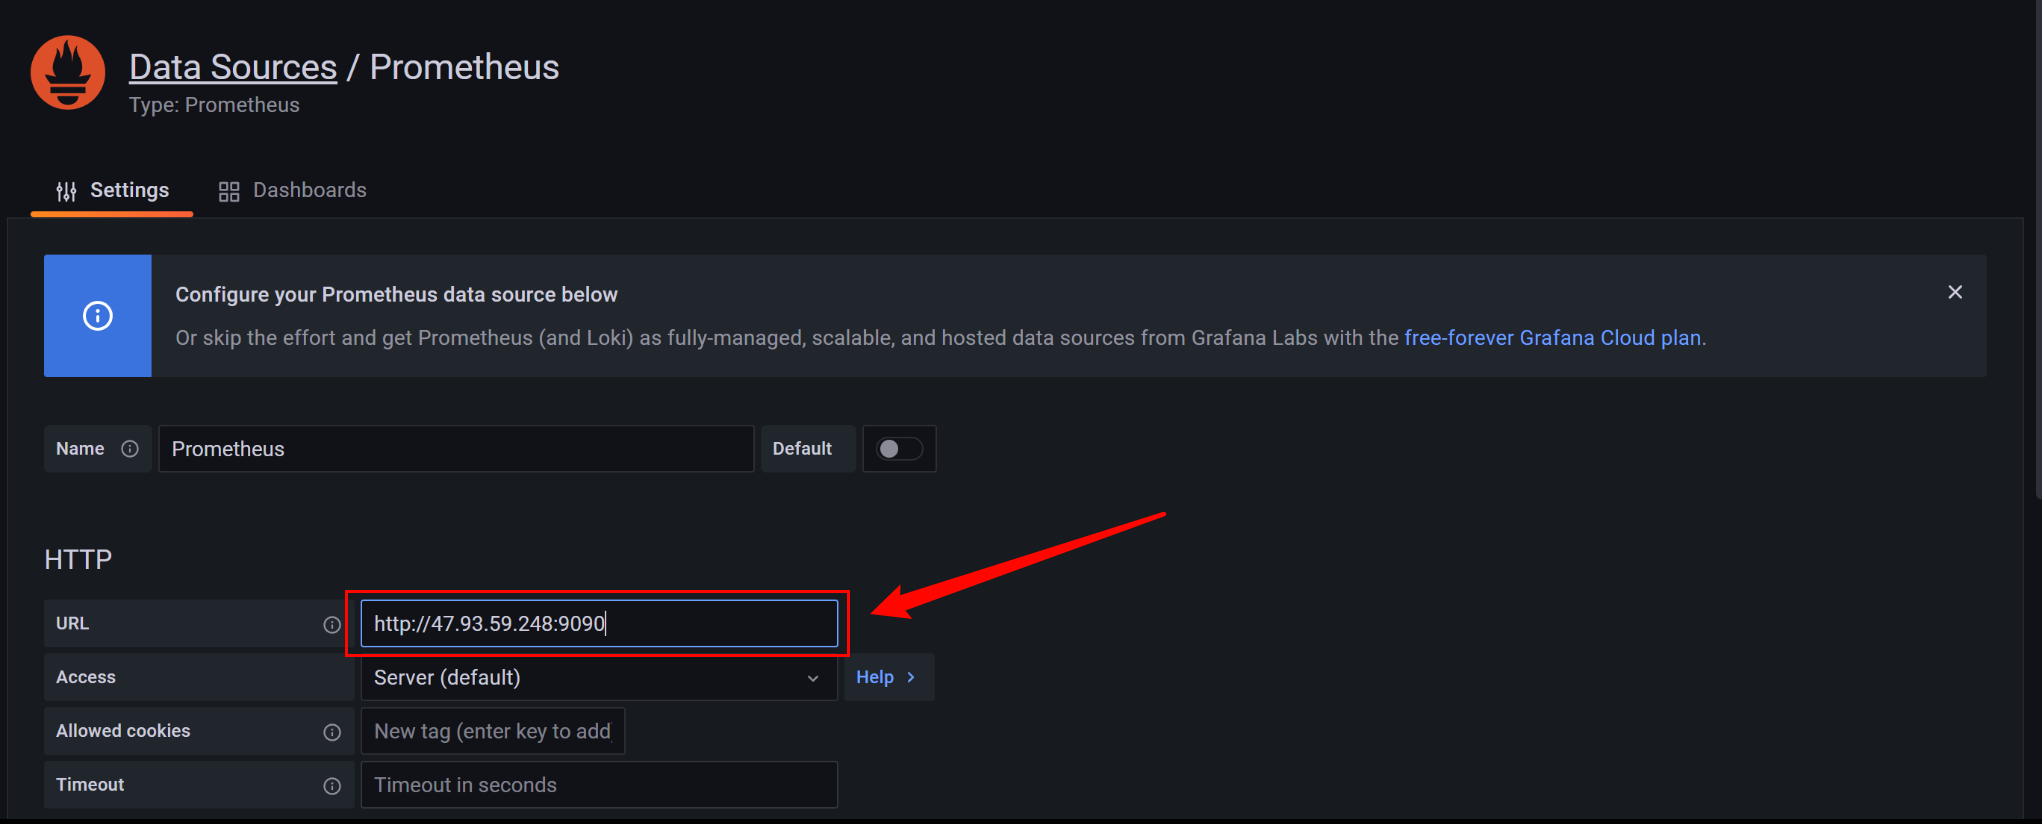 Data Sources / Prometheus
Type: Prometheus
Settings
Dashboards
Configure your Prometheus data source below
Or skip the effort and get Prometheus (and Loki) as fully-managed, scalable, and hosted data sources from Grafana Labs with the free-forever Grafana Cloud plan.
Name
Prometheus
Default
HTTP
URL
http://47.93.59.248:9090
Access
Server (default)
Help
Allowed cookies
New tag (enter key to add
Timeout
Timeout in seconds